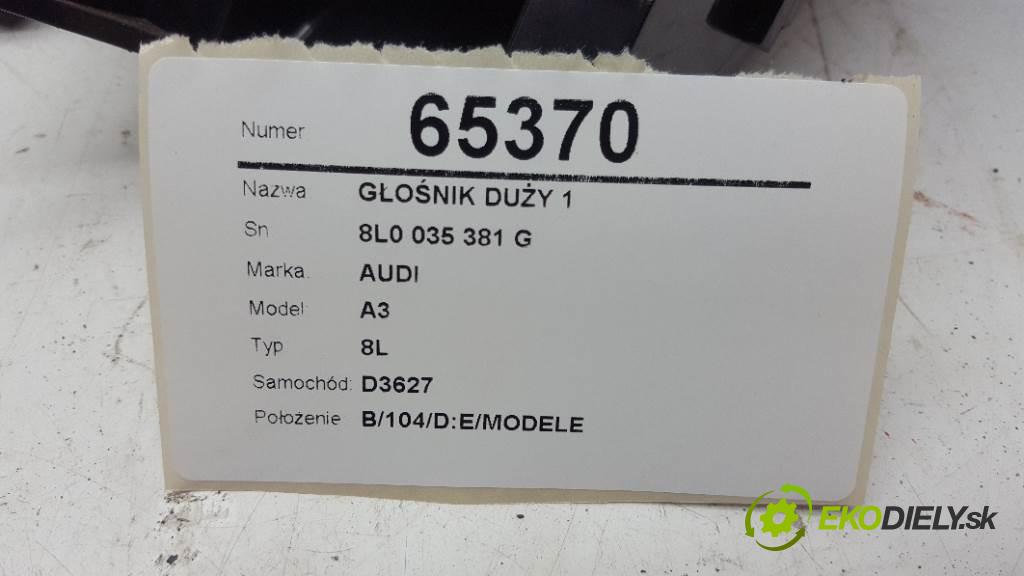 Numer 65370
Nazwa GŁOŚNIK DUŻY 1
Sn 8L0 035 381 G
Marka: AUDI
Model: A3
Typ 8L
Samochód: D3627
Położenie B/104/D:E/MODELE
EKODIELY.sk